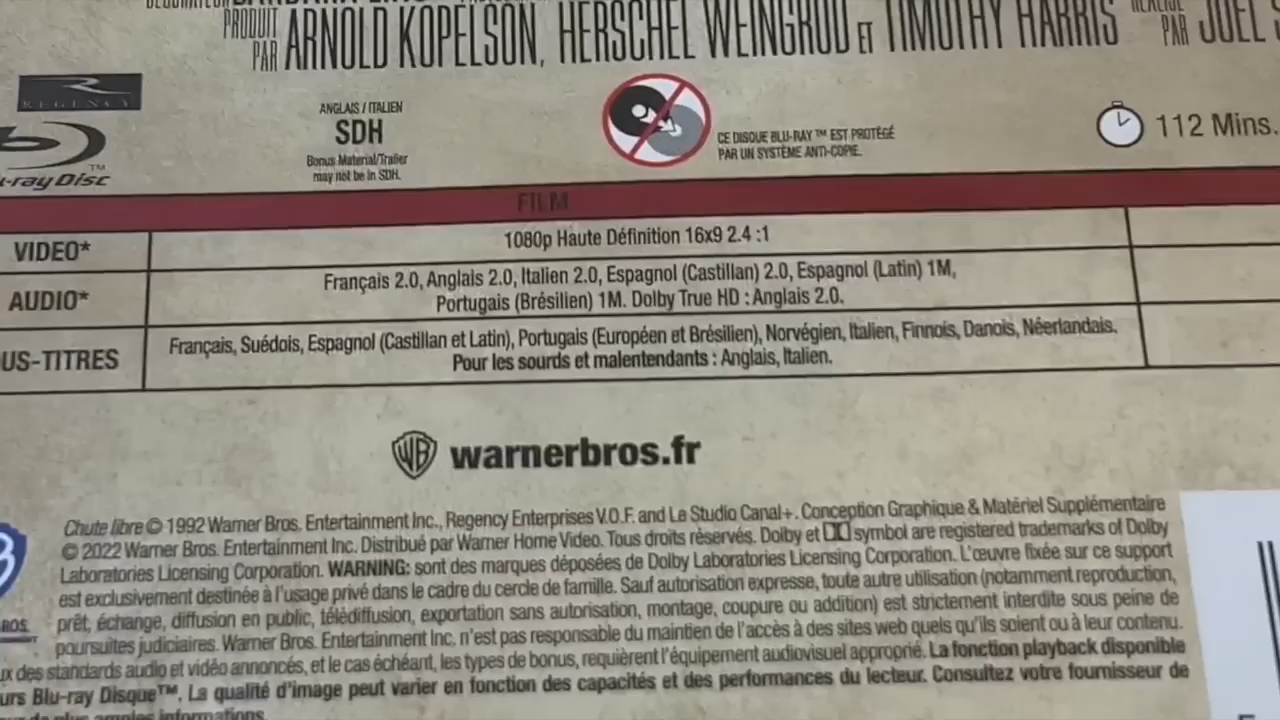 PRODUIT PAR ARNOLD KOPELSON, HERSCHEL WEINGROD ET TIMOTHY HARRIS PAR JOEL
REGENCY
ANGLAIS / ITALIEN
SDH
Bonus Material/Trailer
may not be in SDH.
CE DISQUE BLU-RAY ™ EST PROTÉGÉ
PAR UN SYSTÈME ANTI-COPIE.
112 Mins.
-ray Disc™
FILM
VIDEO*
1080p Haute Définition 16x9 2.4 :1
AUDIO*
Français 2.0, Anglais 2.0, Italien 2.0, Espagnol (Castillan) 2.0, Espagnol (Latin) 1M,
Portugais (Brésilien) 1M. Dolby True HD : Anglais 2.0.
US-TITRES
Français, Suédois, Espagnol (Castillan et Latin), Portugais (Européen et Brésilien), Norvégien, Italien, Finnois, Danois, Néerlandais.
Pour les sourds et malentendants : Anglais, Italien.
WB warnerbros.fr
Chute libre © 1992 Warner Bros. Entertainment Inc., Regency Enterprises V.O.F. and Le Studio Canal+. Conception Graphique & Matériel Supplémentaire
© 2022 Warner Bros. Entertainment Inc. Distribué par Warner Home Video. Tous droits réservés. Dolby et symbol are registered trademarks of Dolby
Laboratories Licensing Corporation. WARNING: sont des marques déposées de Dolby Laboratories Licensing Corporation. L'œuvre fixée sur ce support
est exclusivement destinée à l'usage privé dans le cadre du cercle de famille. Sauf autorisation expresse, toute autre utilisation (notamment reproduction,
prêt, échange, diffusion en public, télédiffusion, exportation sans autorisation, montage, coupure ou addition) est strictement interdite sous peine de
poursuites judiciaires. Warner Bros. Entertainment Inc. n'est pas responsable du maintien de l'accès à des sites web quels qu'ils soient ou à leur contenu.
ux des standards audio et vidéo annoncés, et le cas échéant, les types de bonus, requièrent l'équipement audiovisuel approprié. La fonction playback disponible
urs Blu-ray Disque™. La qualité d'image peut varier en fonction des capacités et des performances du lecteur. Consultez votre fournisseur de
de plus amples informations.